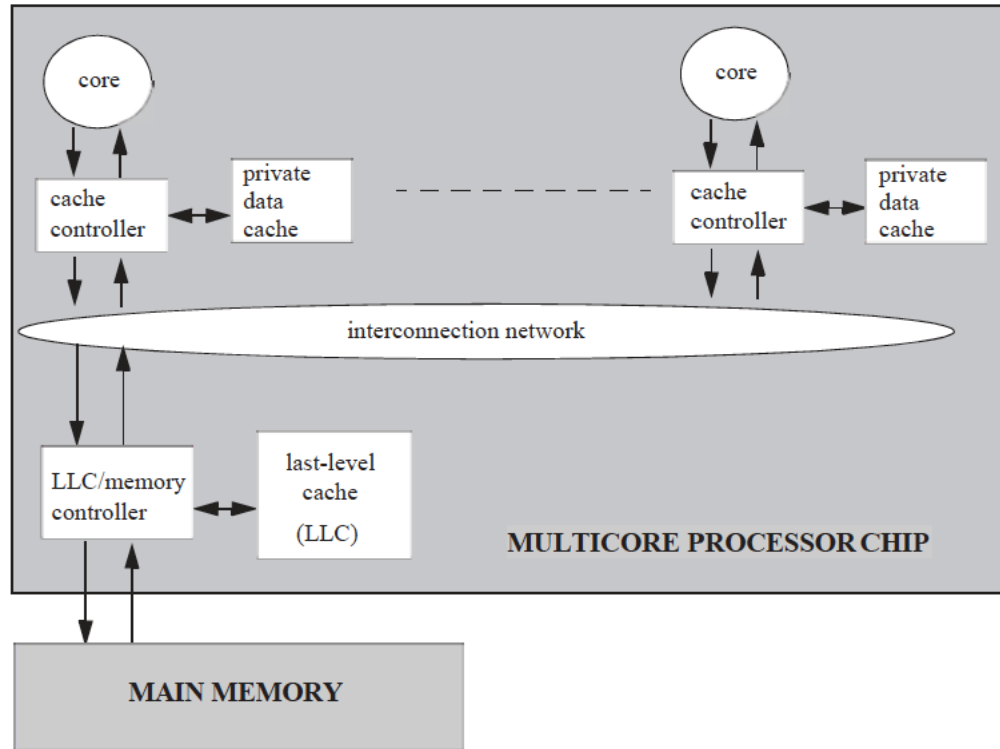 core
core
cache
controller
private
data
cache
cache
controller
private
data
cache
interconnection network
LLC/memory
controller
last-level
cache
(LLC)
MULTICORE PROCESSOR CHIP
MAIN MEMORY